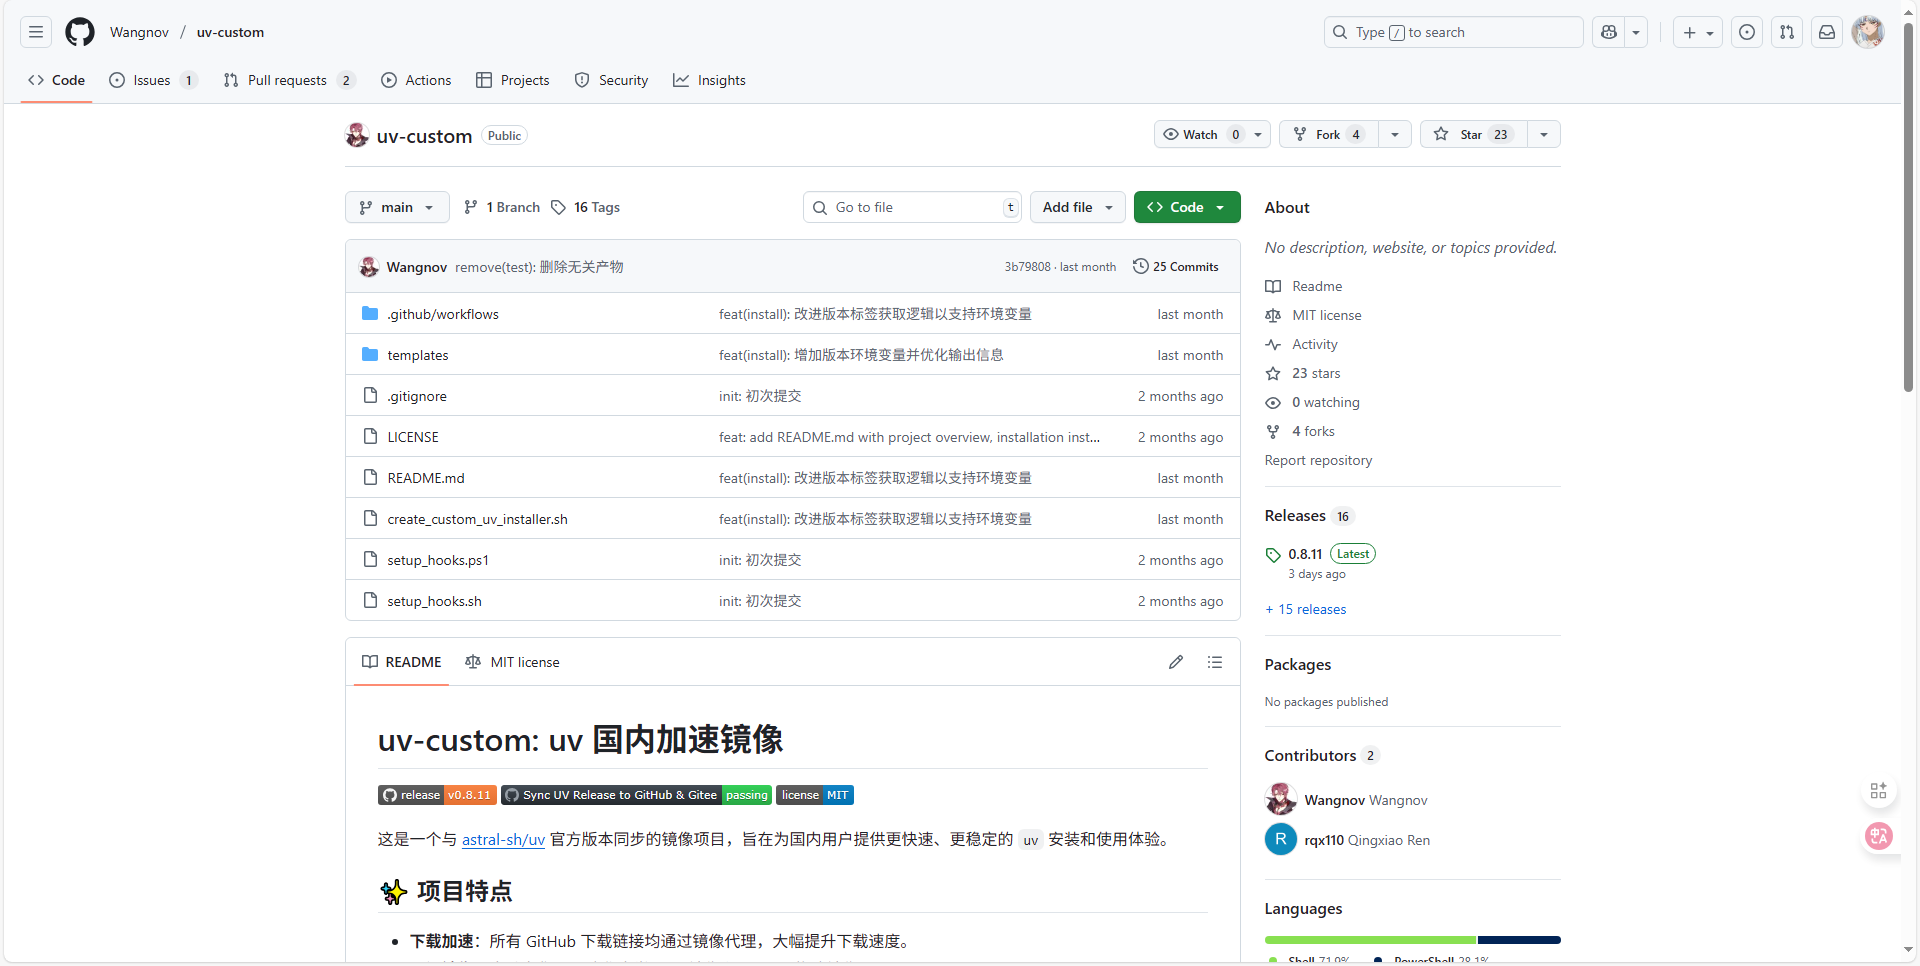 Wangnov / uv-custom
Type / to search
Code
Issues 1
Pull requests 2
Actions
Projects
Security
Insights
uv-custom Public
Watch 0
Fork 4
Star 23
main
1 Branch
16 Tags
Go to file t
Add file
Code
Wangnov remove(test): 删除无关产物 3b79808 · last month 25 Commits
.github/workflows feat(install): 改进版本标签获取逻辑以支持环境变量 last month
templates feat(install): 增加版本环境变量并优化输出信息 last month
.gitignore init: 初次提交 2 months ago
LICENSE feat: add README.md with project overview, installation inst... 2 months ago
README.md feat(install): 改进版本标签获取逻辑以支持环境变量 last month
create_custom_uv_installer.sh feat(install): 改进版本标签获取逻辑以支持环境变量 last month
setup_hooks.ps1 init: 初次提交 2 months ago
setup_hooks.sh init: 初次提交 2 months ago
README
MIT license
uv-custom: uv 国内加速镜像
release v0.8.11 Sync UV Release to GitHub & Gitee passing license MIT
这是一个与 astral-sh/uv 官方版本同步的镜像项目，旨在为国内用户提供更快速、更稳定的 uv 安装和使用体验。
✨ 项目特点
• 下载加速：所有 GitHub 下载链接均通过镜像代理，大幅提升下载速度。
About
No description, website, or topics provided.
Readme
MIT license
Activity
23 stars
0 watching
4 forks
Report repository
Releases 16
0.8.11 Latest
3 days ago
+ 15 releases
Packages
No packages published
Contributors 2
Wangnov Wangnov
R rqx110 Qingxiao Ren
Languages
Shell 71.9% PowerShell 28.1%